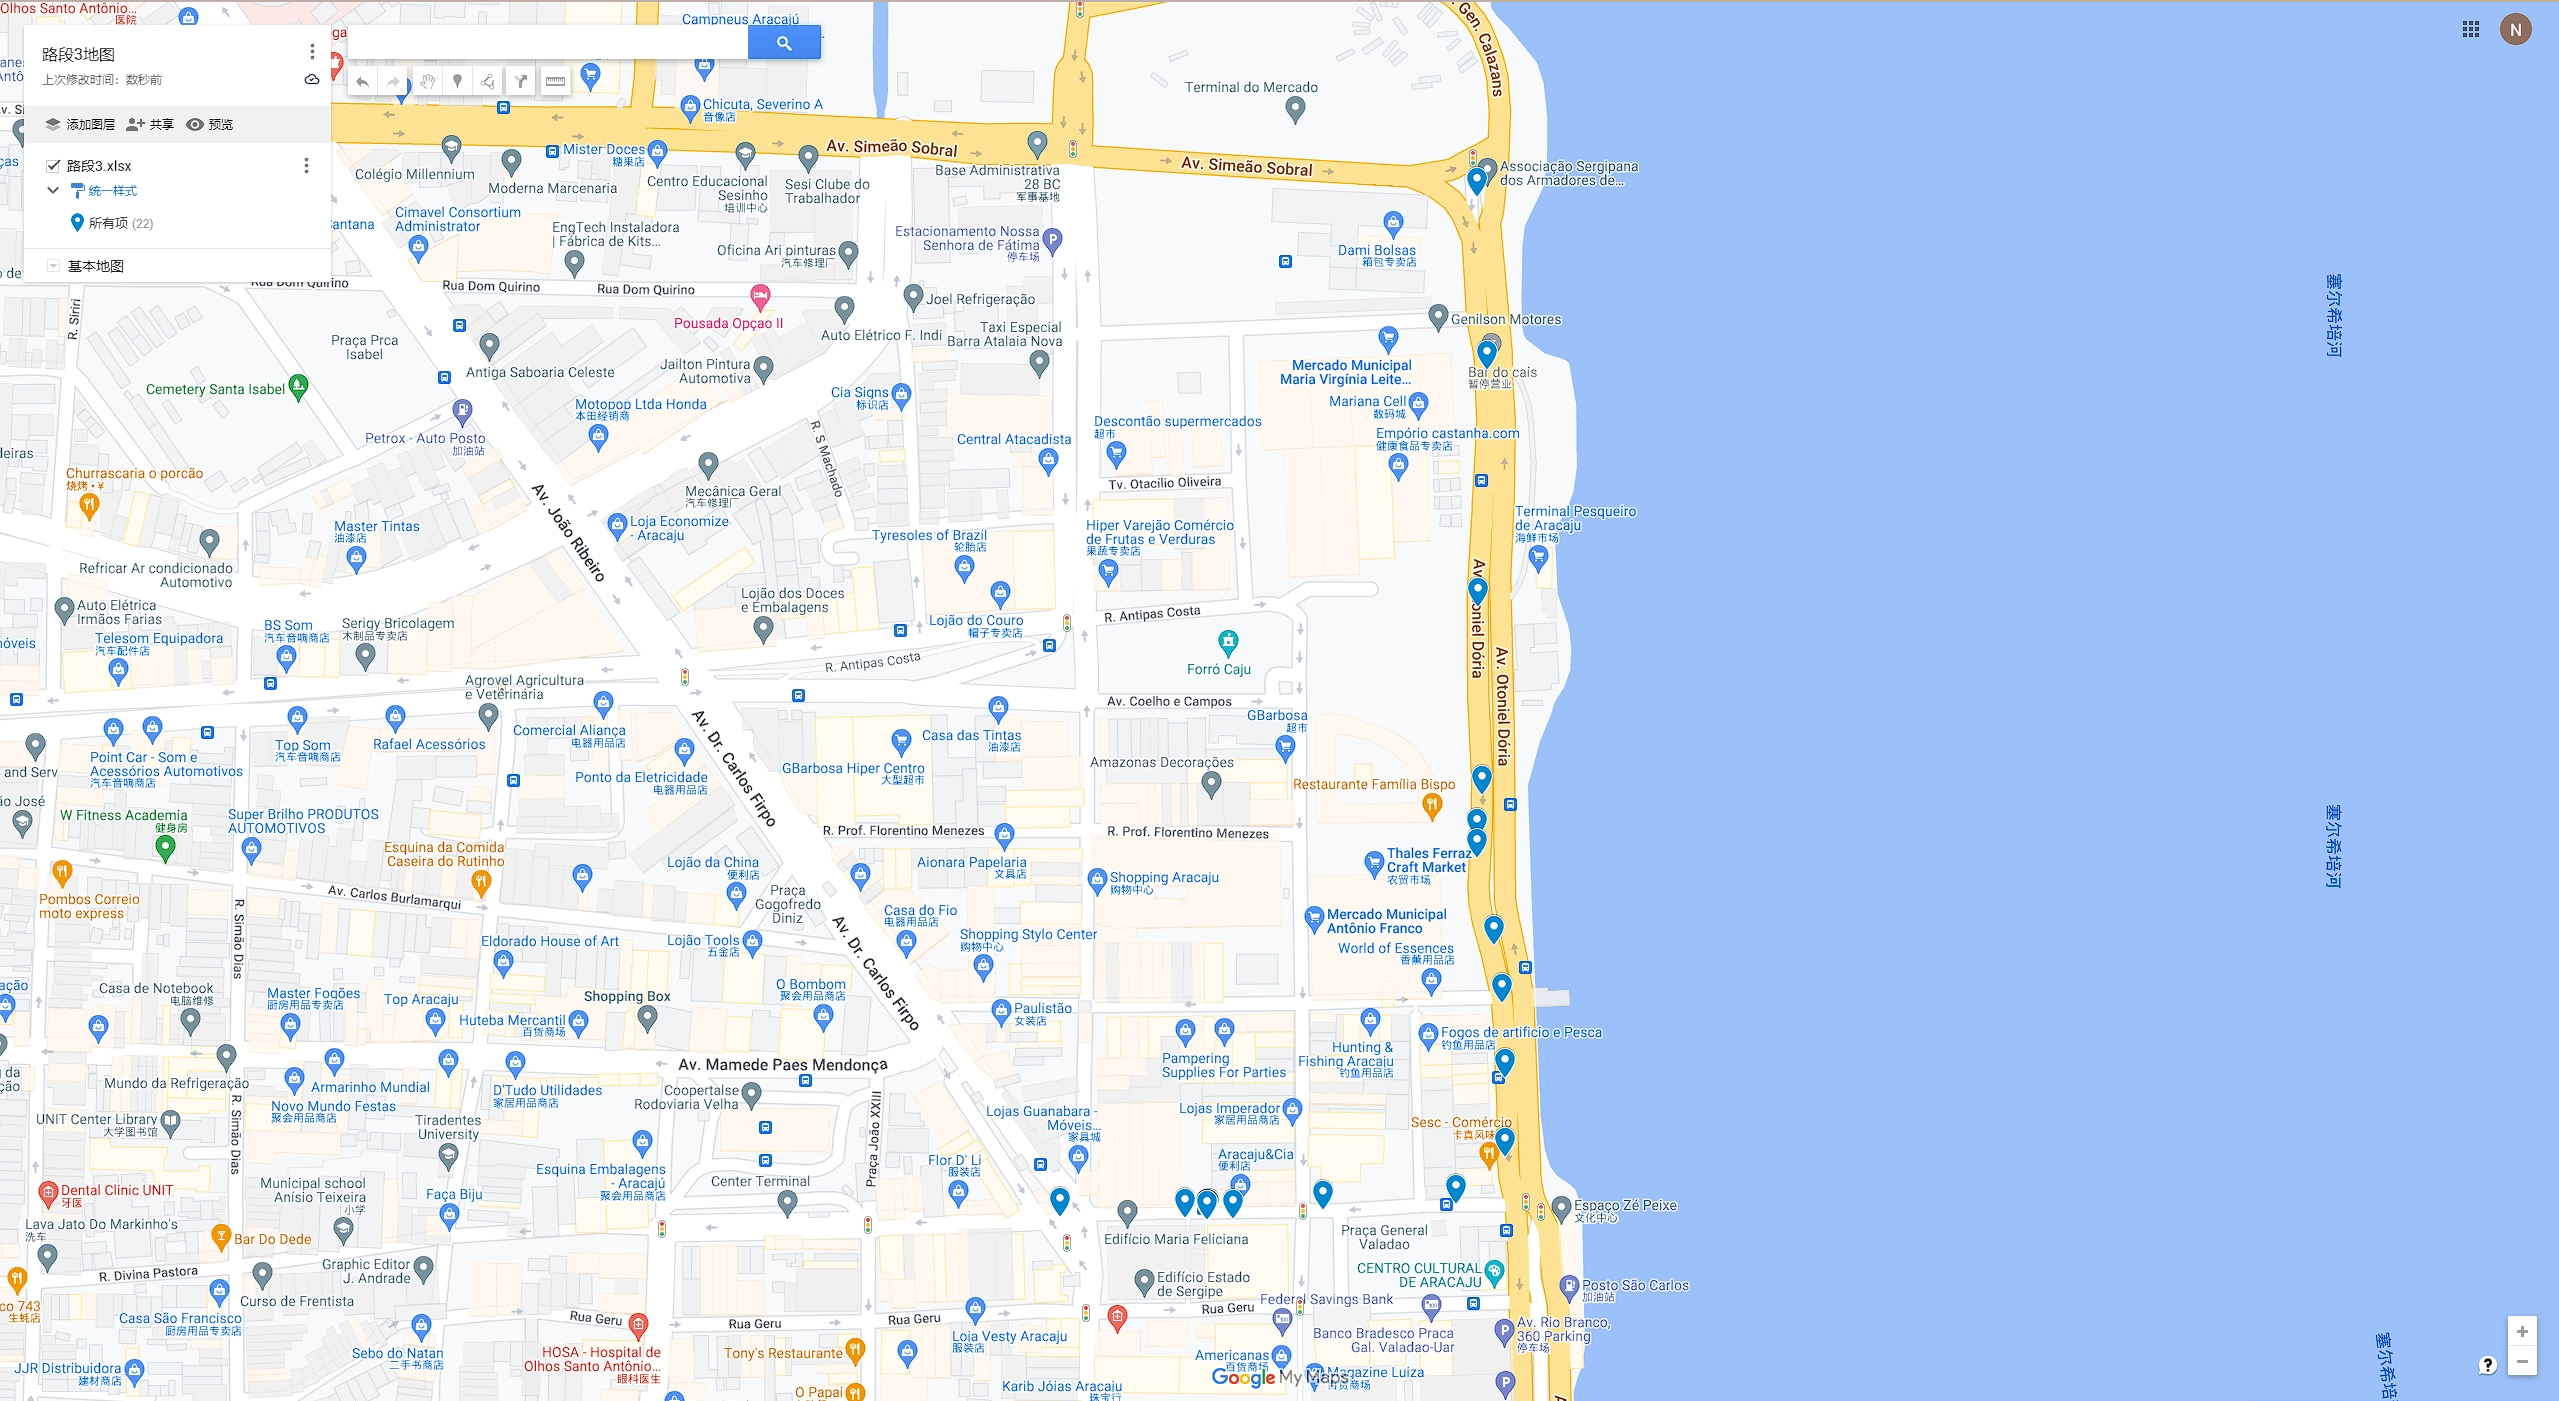 Olhos Santo Antônio...
医院
路段3地图
上次修改时间：数秒前
添加图层
共享
预览
路段3.xlsx
统一样式
所有项 (22)
基本地图
N
Campneus Aracajú
Chicuta, Severino A
音像店
Terminal do Mercado
Gen. Calazans
Av. Simeão Sobral
Av. Simeão Sobral
Mister Doces
糖果店
Colégio Millennium
Moderna Marcenaria
Centro Educacional
Sesinho
培训中心
Sesi Clube do
Trabalhador
Base Administrativa
28 BC
军事基地
Associação Sergipana
dos Armadores de...
Cimavel Consortium
Administrator
EngTech Instaladora
| Fábrica de Kits...
Oficina Ari pinturas
汽车修理厂
Estacionamento Nossa
Senhora de Fátima
停车场
Dami Bolsas
箱包专卖店
Rua Dom Quirino
Rua Dom Quirino
Rua Dom Quirino
R. Siriri
Pousada Opçao II
Joel Refrigeração
Auto Elétrico F. Indi
Taxi Especial
Barra Atalaia Nova
Genilson Motores
塞尔希培河
Praça Prca
Isabel
Antiga Saboaria Celeste
Jailton Pintura
Automotiva
Mercado Municipal
Maria Virgínia Leite...
Bar do cais
暂停营业
Cemetery Santa Isabel
Cia Signs
标识店
Mariana Cell
数码城
Motopop Ltda Honda
本田经销商
Petrox - Auto Posto
加油站
R. S Machado
Central Atacadista
Descontão supermercados
超市
Empório castanha.com
健康食品专卖店
deiras
Churrascaria o porcão
烧烤 • ¥
Mecânica Geral
汽车修理厂
Tv. Otacílio Oliveira
Av. João Ribeiro
Master Tintas
油漆店
Loja Economize
- Aracaju
Tyresoles of Brazil
轮胎店
Hiper Varejão Comércio
de Frutas e Verduras
果蔬专卖店
Terminal Pesqueiro
de Aracaju
海鲜市场
Refricar Ar condicionado
Automotivo
Auto Elétrica
Irmãos Farias
Lojão dos Doces
e Embalagens
Lojão do Couro
帽子专卖店
R. Antipas Costa
R. Antipas Costa
BS Som
汽车音响商店
Serigy Bricolagem
木制品专卖店
Telesom Equipadora
汽车配件店
móveis
Forró Caju
Av. Otoniel Dória
Agrovel Agricultura
e Veterinária
Av. Coelho e Campos
Av. Dr. Carlos Firpo
Comercial Aliança
电器用品店
Top Som
汽车音响商店
Rafael Acessórios
Casa das Tintas
油漆店
GBarbosa
超市
Point Car - Som e
Acessórios Automotivos
汽车音响商店
and Serv
Ponto da Eletricidade
电器用品店
GBarbosa Hiper Centro
大型超市
Amazonas Decorações
Restaurante Família Bispo
ão José
W Fitness Academia
健身房
Super Brilho PRODUTOS
AUTOMOTIVOS
R. Prof. Florentino Menezes
R. Prof. Florentino Menezes
塞尔希培河
Esquina da Comida
Caseira do Rutinho
Lojão da China
便利店
Aionara Papelaria
文具店
Thales Ferraz
Craft Market
农贸市场
Shopping Aracaju
购物中心
Pombos Correio
moto express
Av. Carlos Burlamarqui
Praça
Gogofredo
Diniz
Casa do Fio
电器用品店
Mercado Municipal
Antônio Franco
R. Simão Dias
Eldorado House of Art
Lojão Tools
五金店
Av. Dr. Carlos Firpo
Shopping Stylo Center
购物中心
World of Essences
香薰用品店
Casa de Notebook
电脑维修
Master Fogões
厨房用品专卖店
Top Aracaju
Shopping Box
O Bombom
聚会用品商店
Huteba Mercantil
百货商场
Paulistão
女装店
Fogos de artificio e Pesca
钓鱼用品店
Pampering
Supplies For Parties
Hunting &
Fishing Aracaju
钓鱼用品店
Av. Mamede Paes Mendonça
Mundo da Refrigeração
Armarinho Mundial
Novo Mundo Festas
聚会用品商店
D'Tudo Utilidades
家居用品商店
Coopertalse
Rodoviaria Velha
UNIT Center Library
大学图书馆
R. Simão Dias
Tiradentes
University
Praça João XXIII
Lojas Guanabara -
Móveis...
家具城
Lojas Imperador
家居用品商店
Sesc - Comércio
卡真风味
Aracaju&Cia
便利店
Esquina Embalagens
- Aracajú
聚会用品商店
Flor D' Li
服装店
Center Terminal
Dental Clinic UNIT
牙医
Municipal school
Anísio Teixeira
小学
Faça Biju
Espaço Zé Peixe
文化中心
Lava Jato Do Markinho's
洗车
Bar Do Dede
Edifício Maria Feliciana
Praça General
Valadao
R. Divina Pastora
Graphic Editor
J. Andrade
Edifício Estado
de Sergipe
CENTRO CULTURAL
DE ARACAJU
Posto São Carlos
加油站
Curso de Frentista
co 743
生蚝店
Casa São Francisco
厨房用品专卖店
Rua Geru
Rua Geru
Rua Geru
Rua Geru
Federal Savings Bank
Banco Bradesco Praca
Gal. Valadao-Uar
Av. Rio Branco,
360 Parking
停车场
Loja Vesty Aracaju
服装店
Sebo do Natan
二手书商店
HOSA - Hospital de
Olhos Santo Antônio...
眼科医生
Tony's Restaurante
Americanas
百货商场
Magazine Luiza
百货商场
JJR Distribuidora
建材商店
O Papai
Karib Jóias Aracaju
珠宝行
Google My Maps
塞尔希培